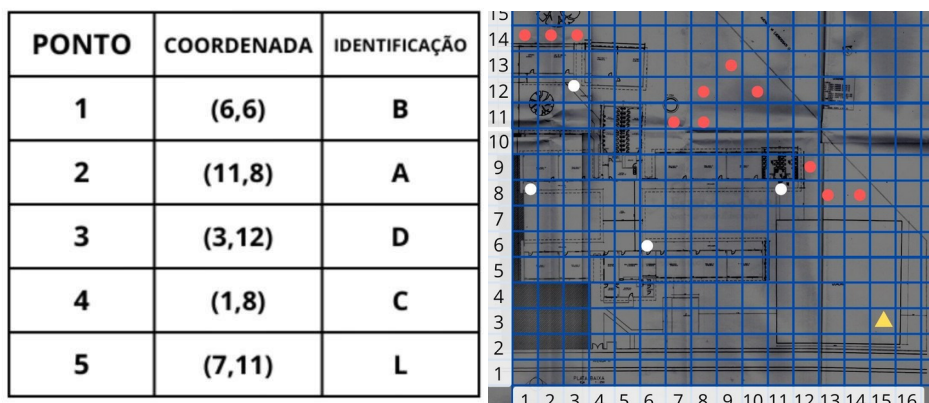 PONTO COORDENADA IDENTIFICAÇÃO
1 (6,6) B
2 (11,8) A
3 (3,12) D
4 (1,8) C
5 (7,11) L
15
14
13
12
11
10
9
8
7
6
5
4
3
2
1
PLANTA BAIXA
1 2 3 4 5 6 7 8 9 10 11 12 13 14 15 16